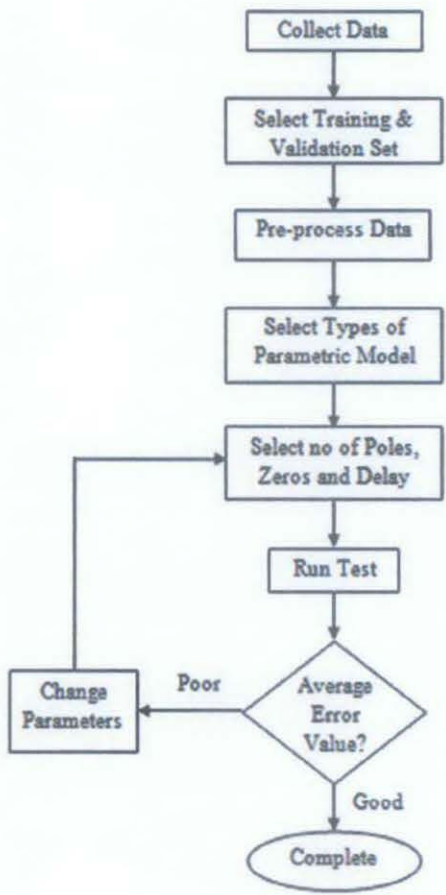 Collect Data
Select Training &
Validation Set
Pre-process Data
Select Types of
Parametric Model
Select no of Poles,
Zeros and Delay
Run Test
Average
Error
Value?
Poor
Change
Parameters
Good
Complete